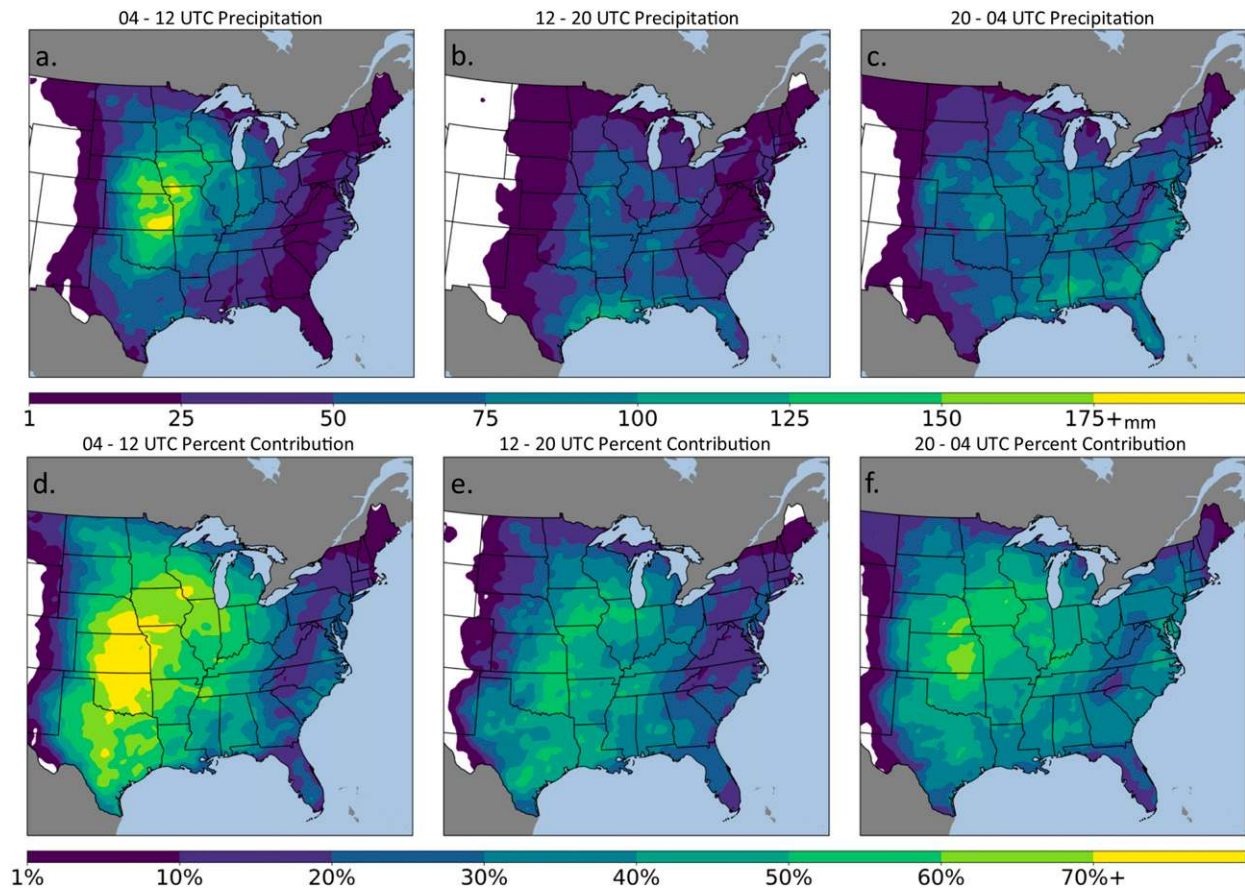 04 - 12 UTC Precipitation 12 - 20 UTC Precipitation 20 - 04 UTC Precipitation
a. b. c.
1 25 50 75 100 125 150 175+mm
04 - 12 UTC Percent Contribution 12 - 20 UTC Percent Contribution 20 - 04 UTC Percent Contribution
d. e. f.
1% 10% 20% 30% 40% 50% 60% 70%+